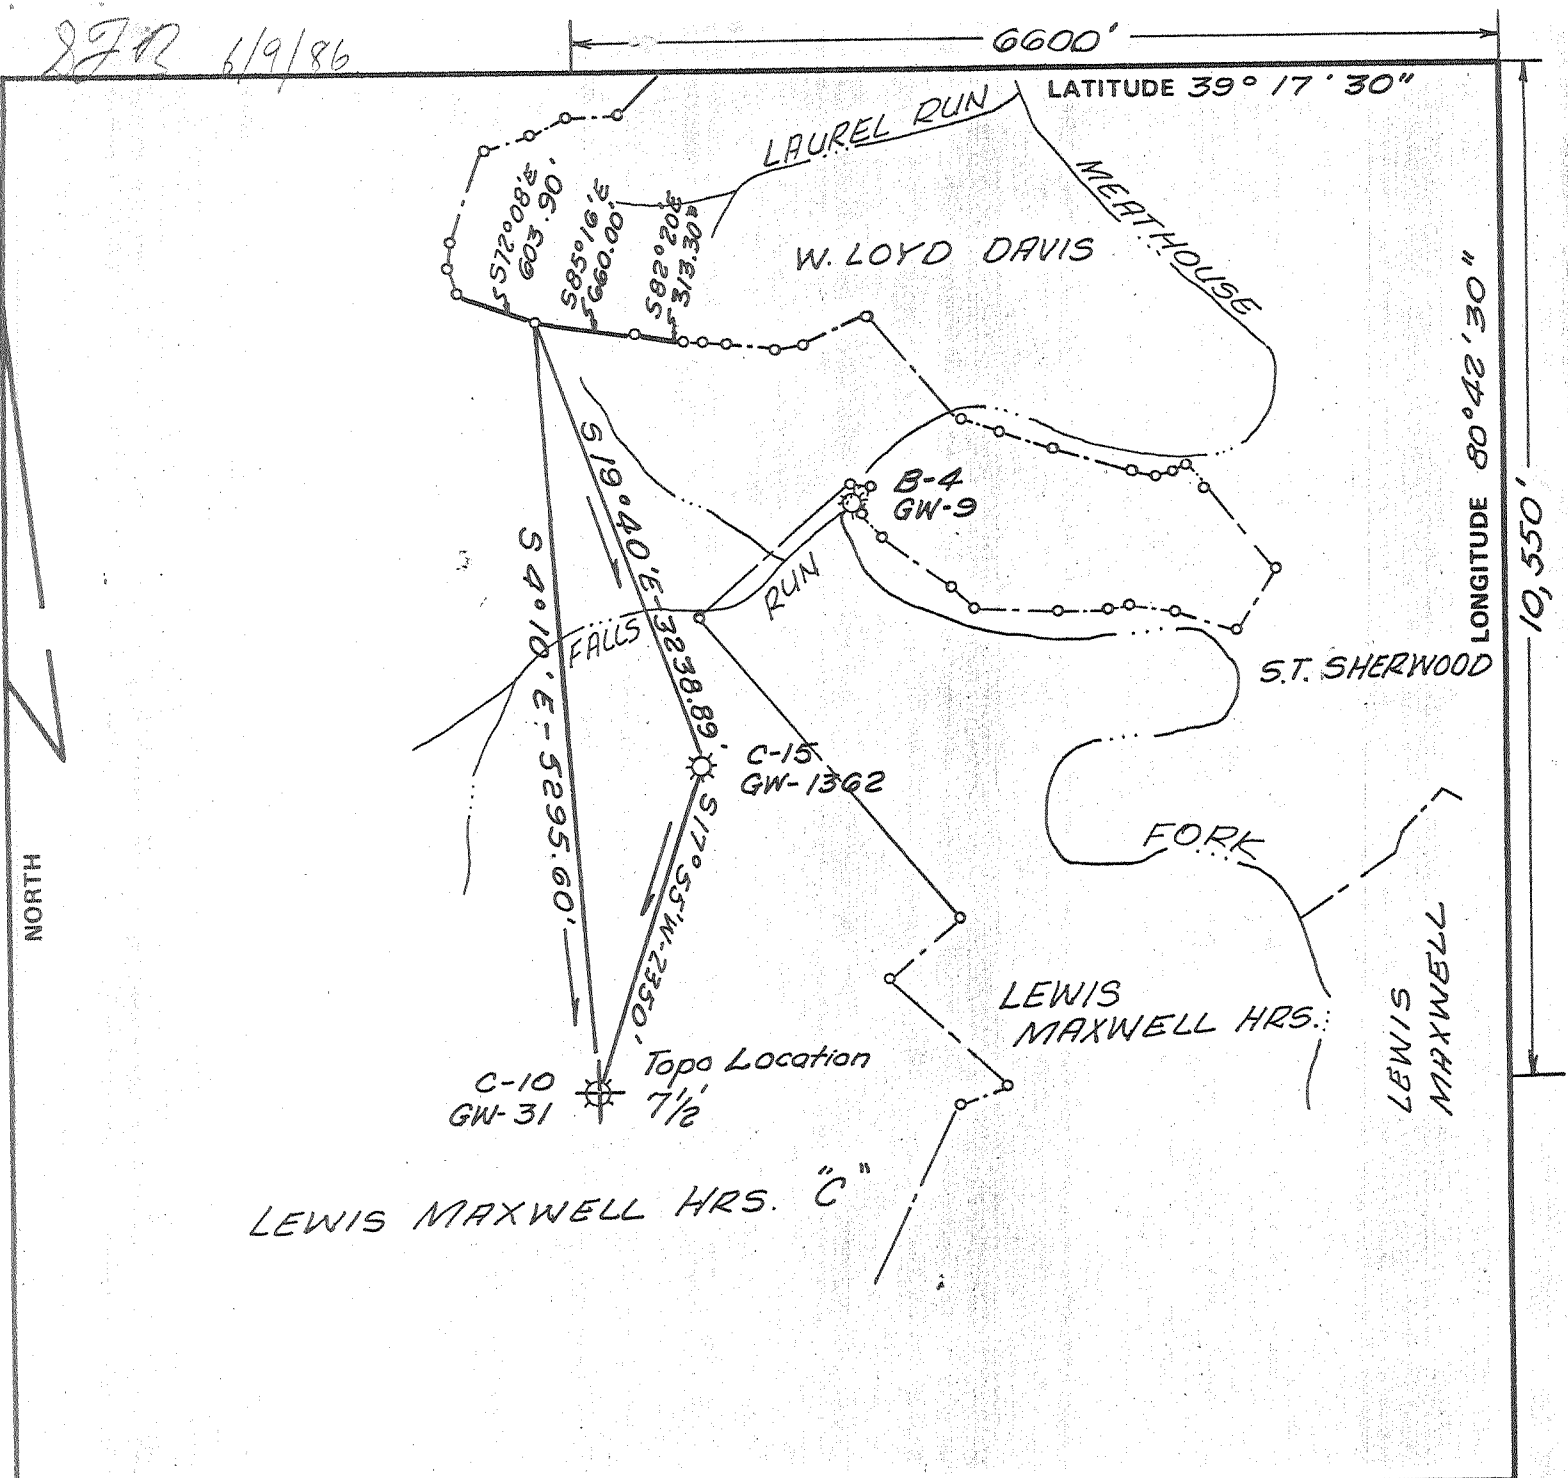 6/9/86
6600'
LATITUDE 39° 17' 30"
LAUREL RUN
MEATHOUSE
S72°08'E
603.90'
S85°16'E
660.00'
S82°20'E
313.30'
W. LOYD DAVIS
LONGITUDE 80°42'30"
10,550'
S 19°40'E-3238.89'
B-4
GW-9
S 4°10'E-5295.60'
FALLS
RUN
S.T. SHERWOOD
C-15
GW-1362
S17°55'W-2350'
FORK
NORTH
LEWIS
MAXWELL HRS.
LEWIS
MAXWELL
C-10
GW-31
Topo Location
7½'
LEWIS MAXWELL HRS. "C"